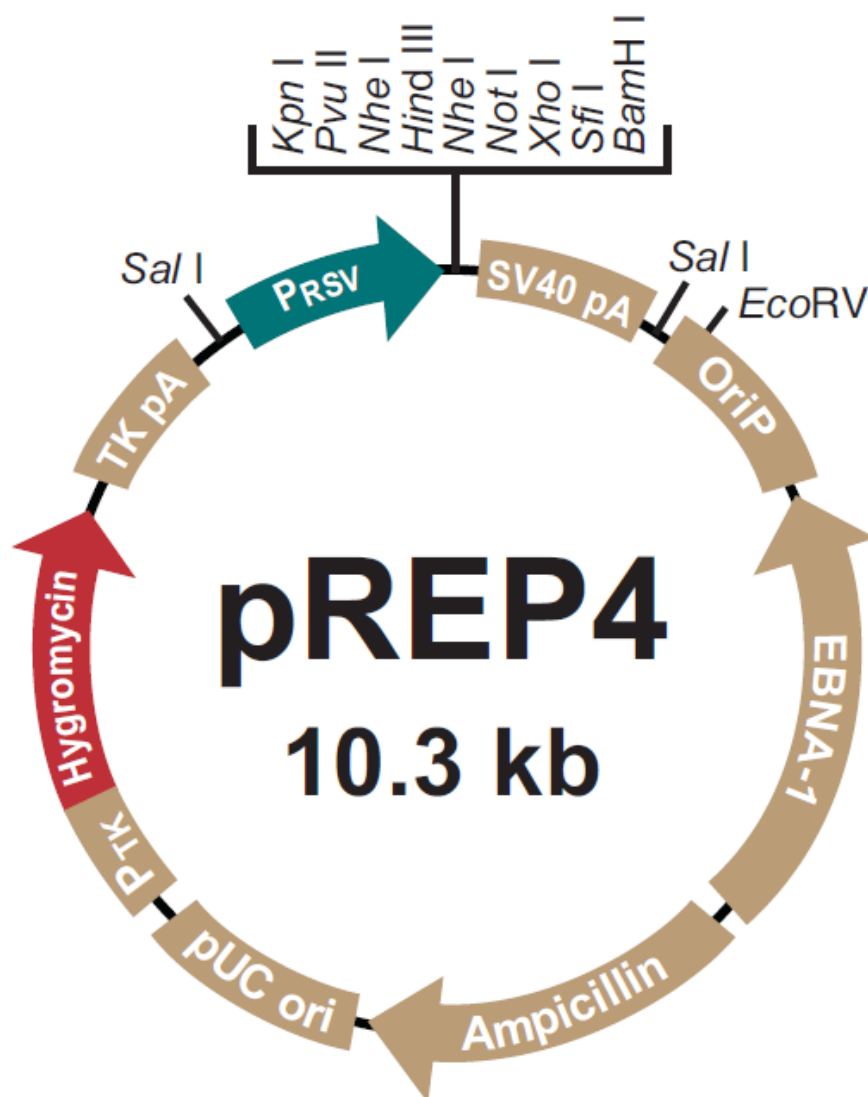 Kpn I
Pvu II
Nhe I
Hind III
Nhe I
Not I
Xho I
Sfi I
BamH I
Sal I
PRSV
SV40 pA
Sal I
EcoRV
TK pA
OriP
pREP4
10.3 kb
Hygromycin
EBNA-1
PTK
pUC ori
Ampicillin